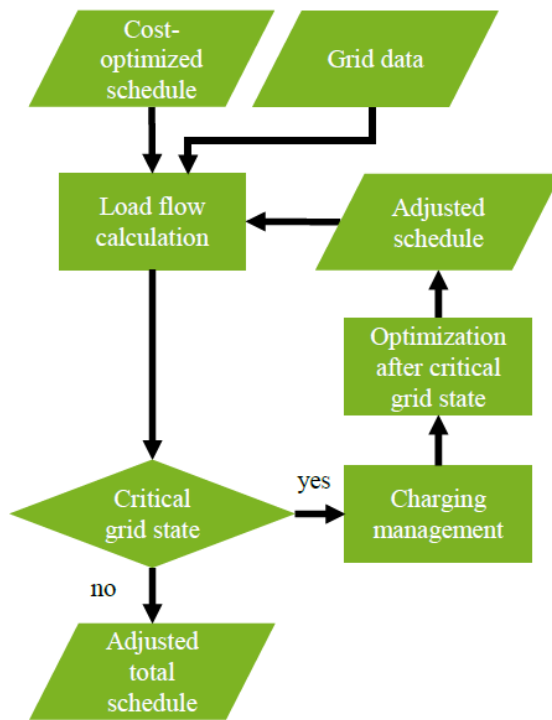 Cost-
optimized
schedule
Grid data
Load flow
calculation
Adjusted
schedule
Optimization
after critical
grid state
Critical
grid state
yes
Charging
management
no
Adjusted
total
schedule